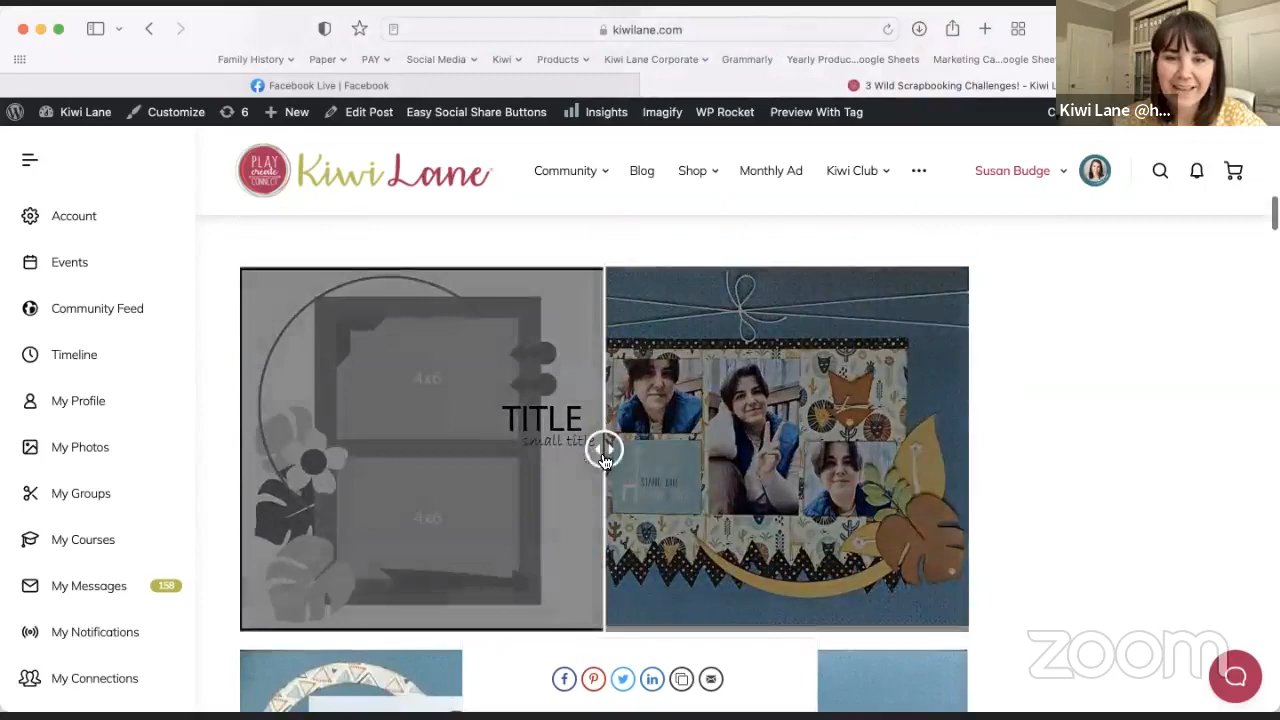 kiwilane.com
Family History
Paper
PAY
Social Media
Kiwi
Products
Kiwi Lane Corporate
Grammarly
Yearly Produc...oogle Sheets
Marketing Ca...oogle Shee
Facebook Live | Facebook
3 Wild Scrapbooking Challenges! - Kiwi L
Kiwi Lane @h...
Kiwi Lane
Customize
6
New
Edit Post
Easy Social Share Buttons
Insights
Imagify
WP Rocket
Preview With Tag
PLAY
create
CONNECT
Kiwi Lane
Community
Blog
Shop
Monthly Ad
Kiwi Club
Susan Budge
Account
Events
Community Feed
Timeline
My Profile
My Photos
My Groups
My Courses
My Messages
158
My Notifications
My Connections
4x6
TITLE
small title
4x6
zoom